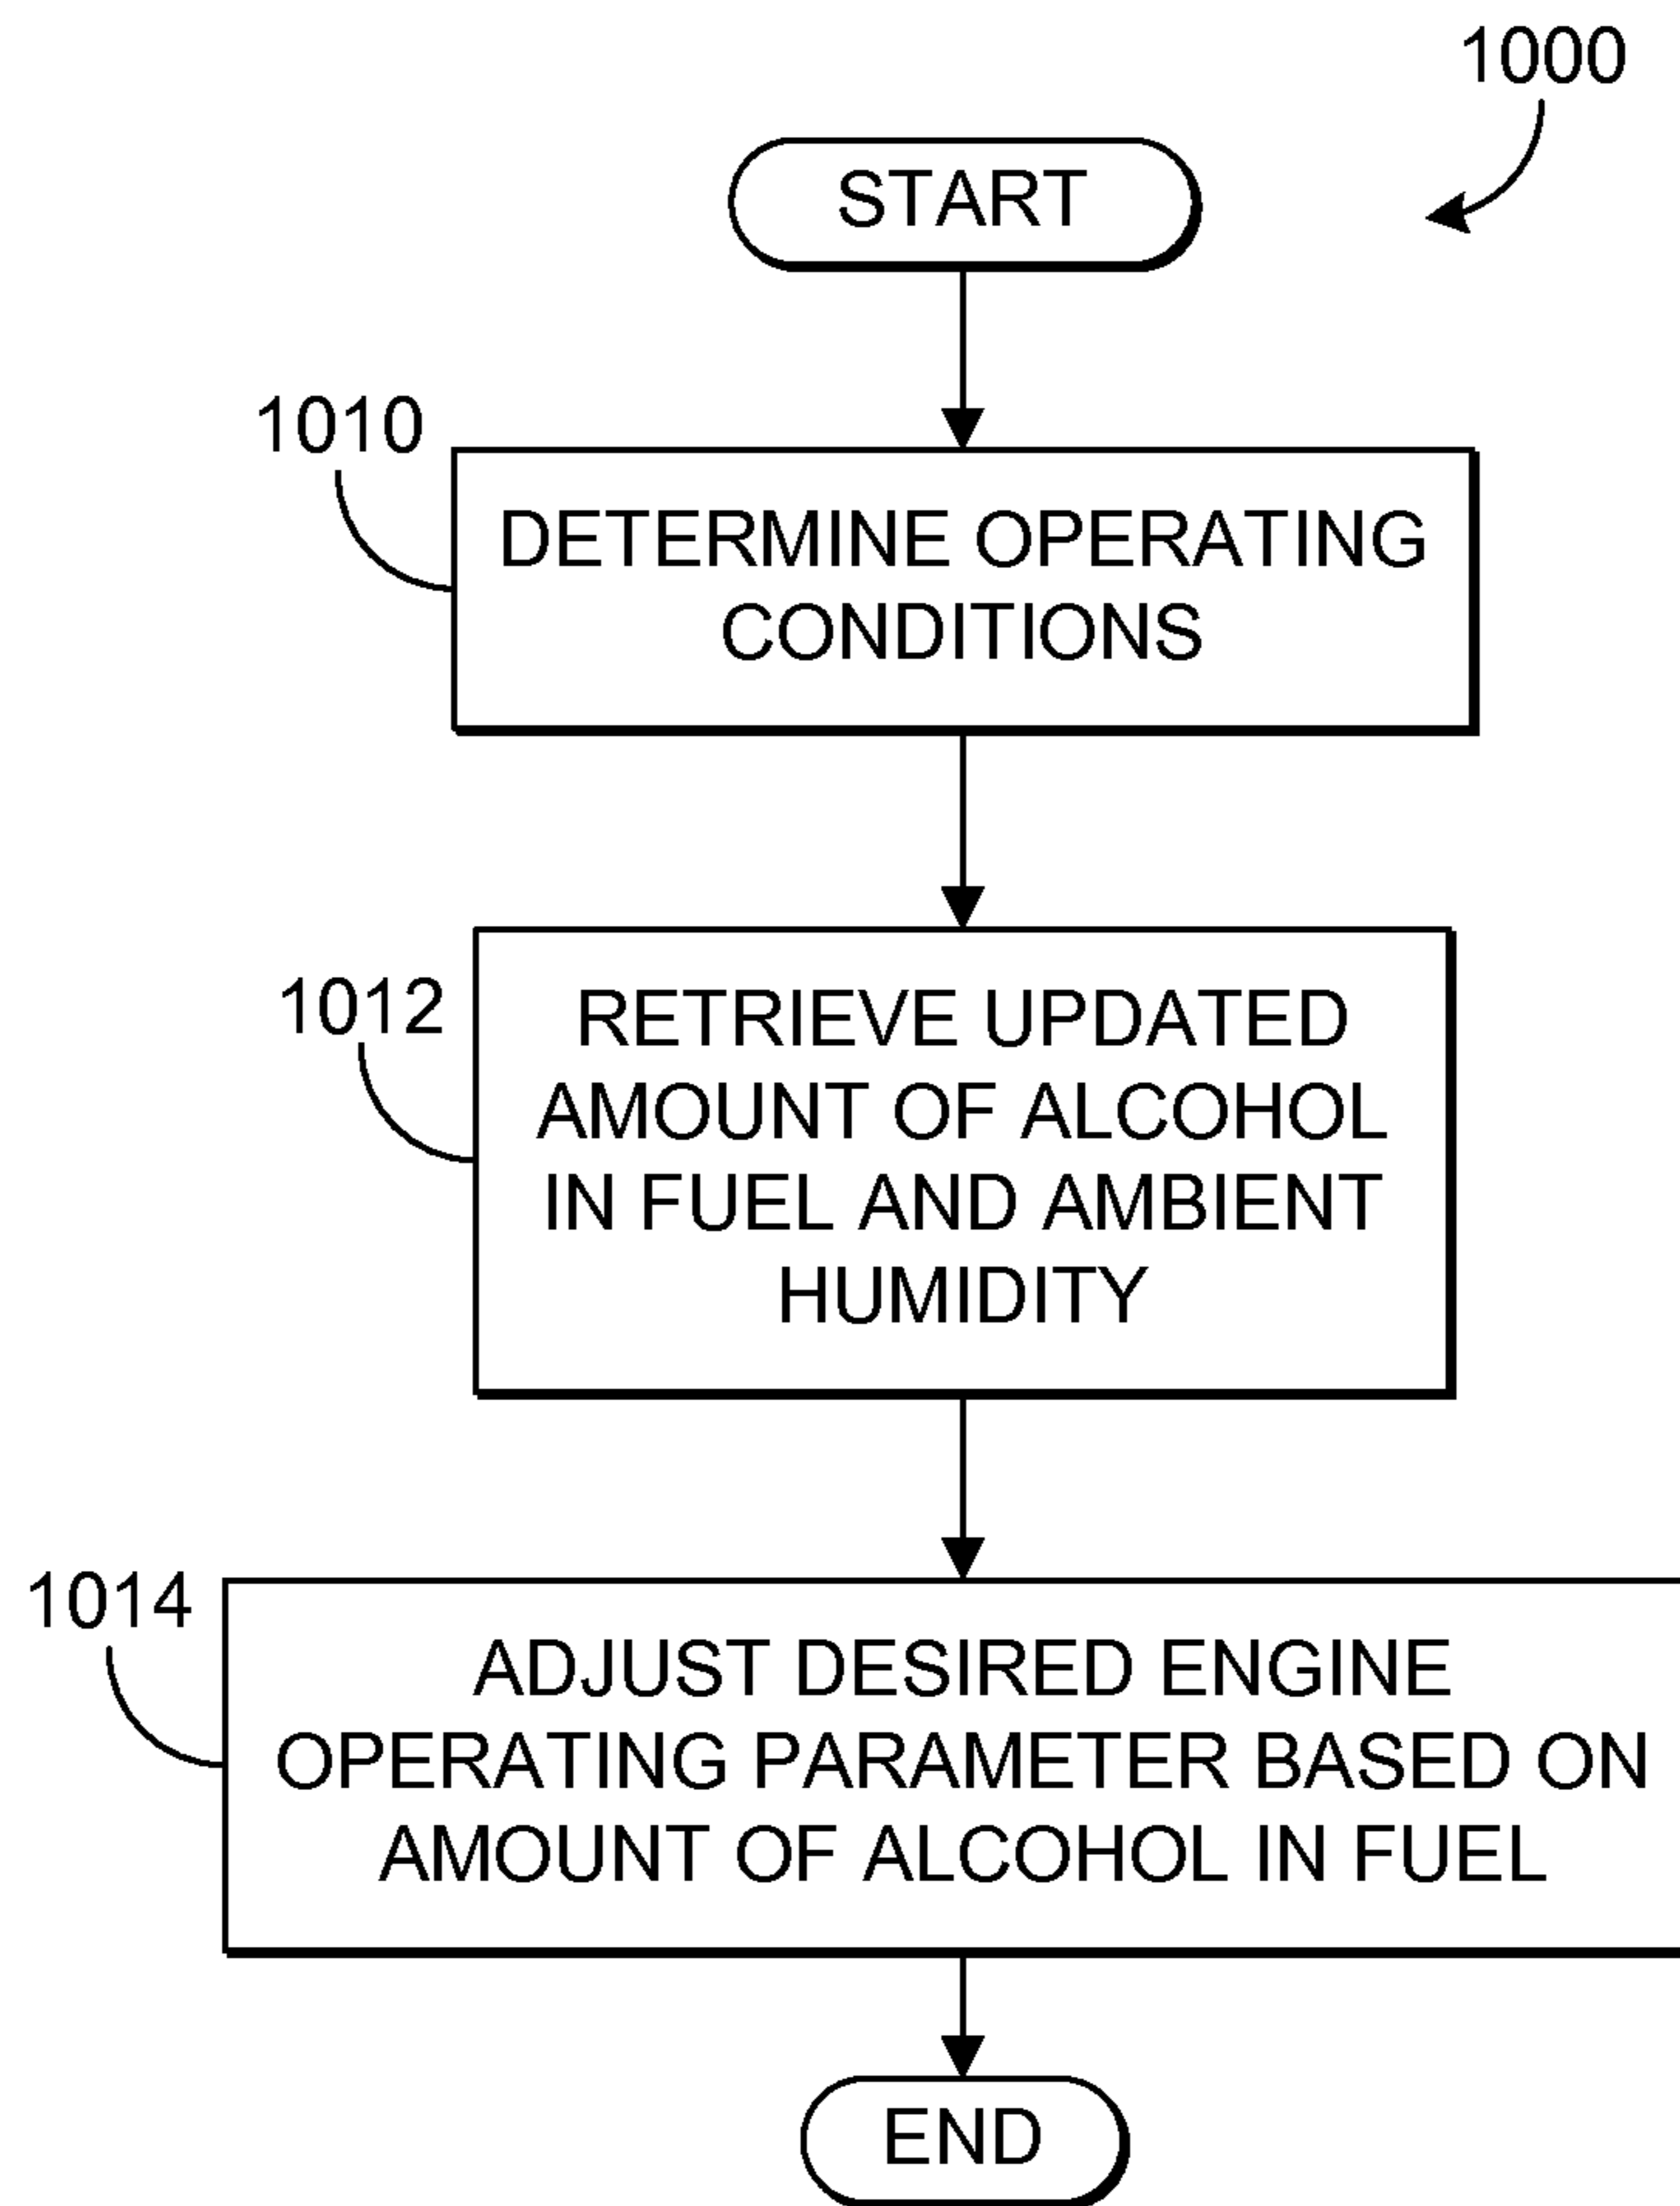 1000
START
1010
DETERMINE OPERATING
CONDITIONS
1012
RETRIEVE UPDATED
AMOUNT OF ALCOHOL
IN FUEL AND AMBIENT
HUMIDITY
1014
ADJUST DESIRED ENGINE
OPERATING PARAMETER BASED ON
AMOUNT OF ALCOHOL IN FUEL
END